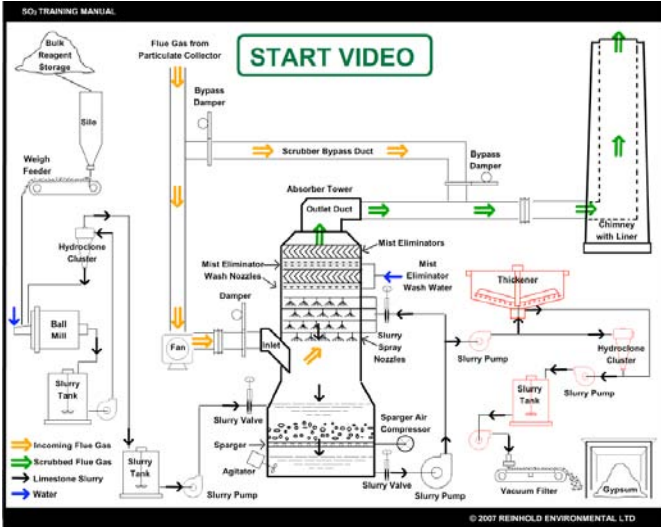 SO₂ TRAINING MANUAL
Bulk
Reagent
Storage
Flue Gas from
Particulate Collector
START VIDEO
Bypass
Damper
Silo
Scrubber Bypass Duct
Bypass
Damper
Weigh
Feeder
Absorber Tower
Outlet Duct
Chimney
with Liner
Mist Eliminators
Hydroclone
Cluster
Mist Eliminator
Wash Nozzles
Mist
Eliminator
Wash Water
Thickener
Damper
Ball
Mill
Fan
Inlet
Slurry
Spray
Nozzles
Slurry Pump
Hydroclone
Cluster
Slurry
Tank
Slurry Pump
Slurry
Tank
Slurry Valve
Sparger Air
Compressor
Incoming Flue Gas
Scrubbed Flue Gas
Limestone Slurry
Water
Sparger
Agitator
Slurry
Tank
Slurry Pump
Slurry Valve
Slurry Pump
Vacuum Filter
Gypsum
© 2007 REINHOLD ENVIRONMENTAL LTD